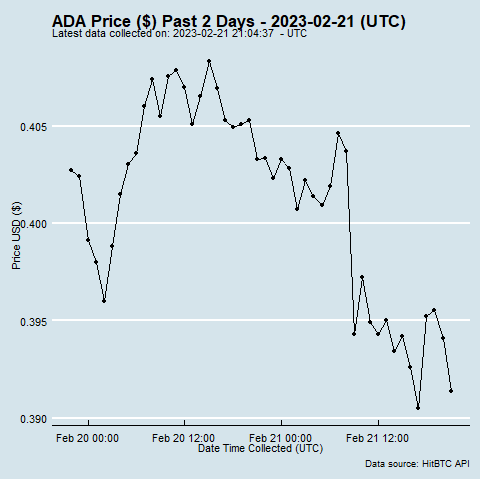 ADA Price ($) Past 2 Days - 2023-02-21 (UTC)
Latest data collected on: 2023-02-21 21:04:37  - UTC
0.405
0.400
0.395
0.390
Price USD ($)
Feb 20 00:00
Feb 20 12:00
Feb 21 00:00
Feb 21 12:00
Date Time Collected (UTC)
Data source: HitBTC API